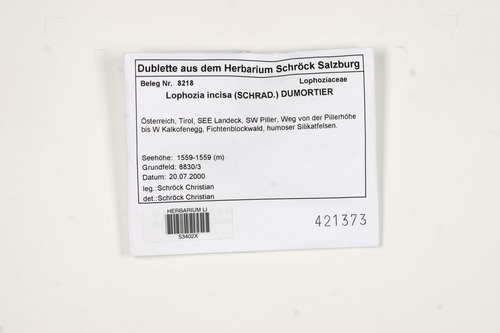 Dublette aus dem Herbarium Schröck Salzburg
Beleg Nr. 8218 Lophoziaceae
Lophozia incisa (SCHRAD.) DUMORTIER
Österreich, Tirol, SEE Landeck, SW Piller, Weg von der Pillerhöhe
bis W Kalkofenegg, Fichtenblockwald, humoser Silikatfelsen.
Seehöhe: 1559-1559 (m)
Grundfeld: 8830/3
Datum: 20.07.2000
leg.:Schröck Christian
det.:Schröck Christian
HERBARIUM LI
53402X
421373